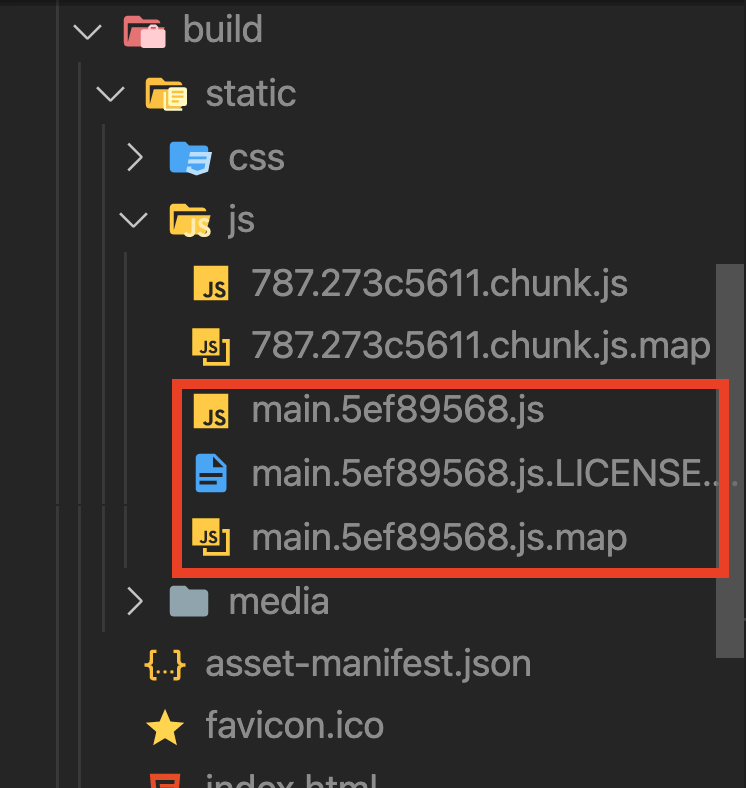 build
static
css
js
JS
JS 787.273c5611.chunk.js
JS 787.273c5611.chunk.js.map
JS main.5ef89568.js
main.5ef89568.js.LICENSE....
JS main.5ef89568.js.map
media
{...} asset-manifest.json
favicon.ico
index.html